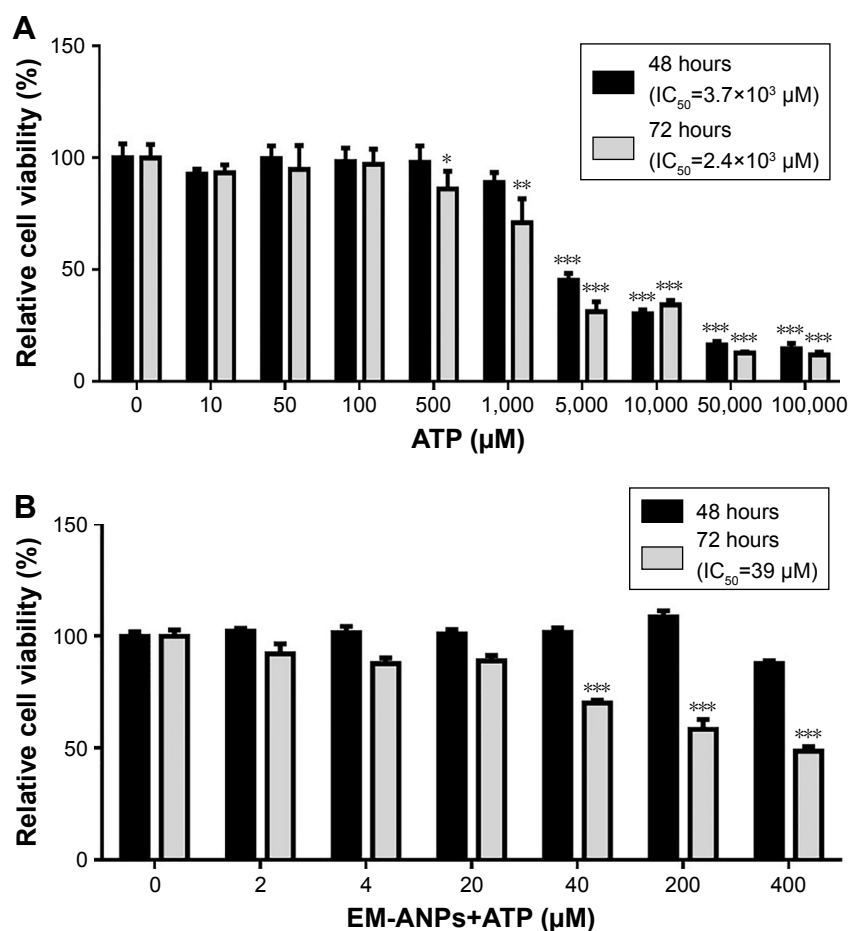 A
150
100
50
0
Relative cell viability (%)
48 hours
(IC₅₀=3.7×10³ µM)
72 hours
(IC₅₀=2.4×10³ µM)
*
**
***
***
***
***
***
***
***
***
0 10 50 100 500 1,000 5,000 10,000 50,000 100,000
ATP (µM)
B
150
100
50
0
Relative cell viability (%)
48 hours
72 hours
(IC₅₀=39 µM)
***
***
***
0 2 4 20 40 200 400
EM-ANPs+ATP (µM)